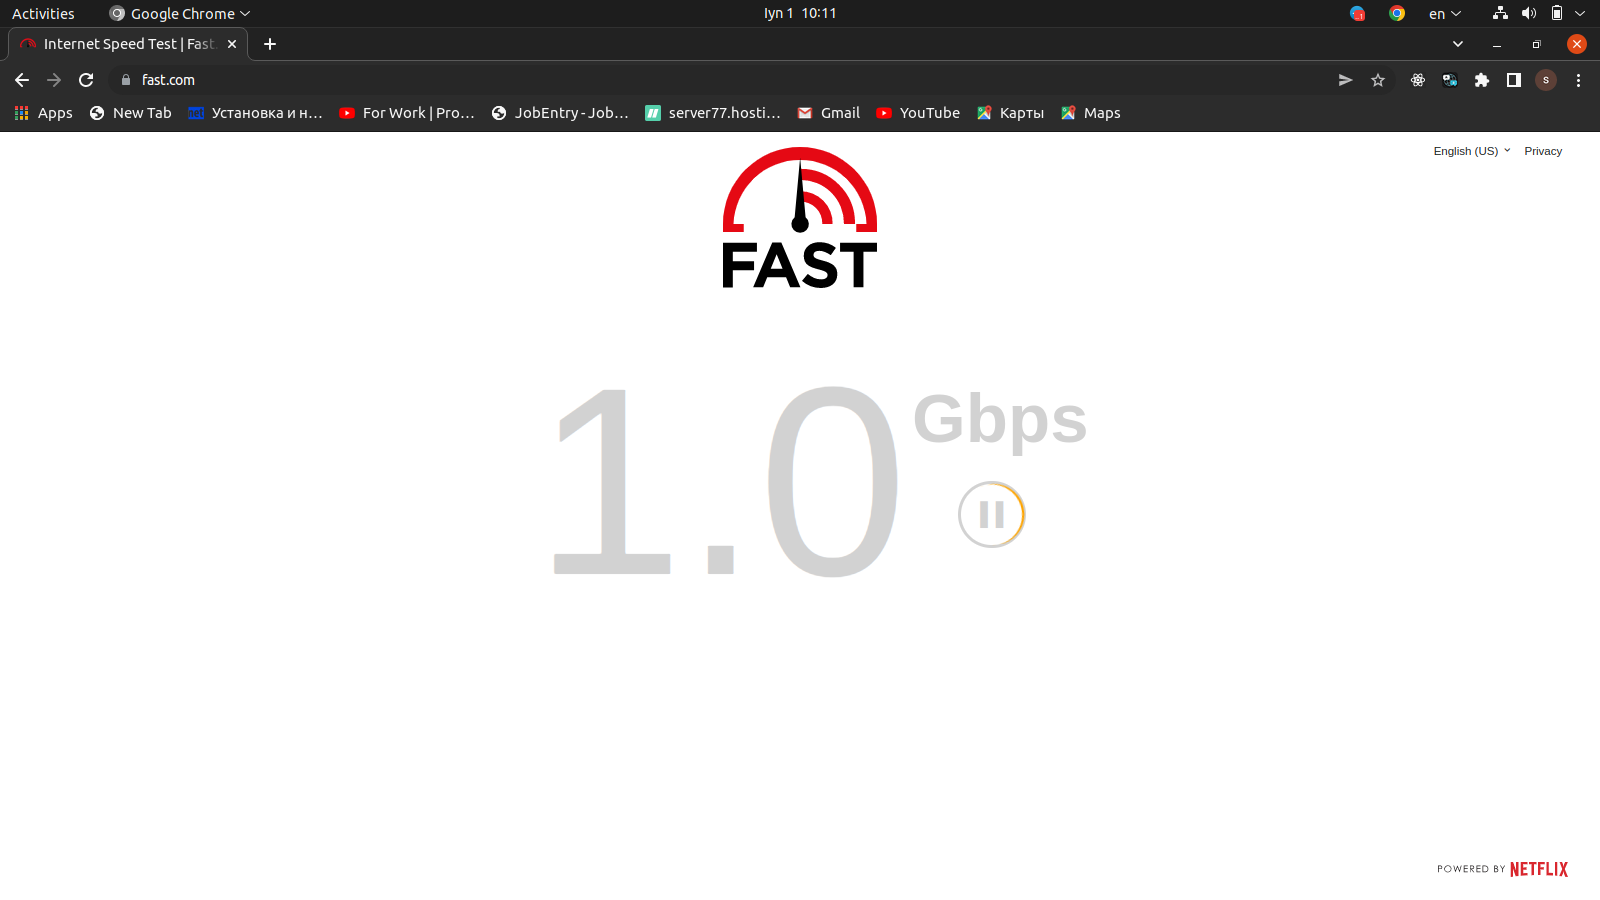 Activities Google Chrome Iyn 1 10:11 en
Internet Speed Test | Fast.
fast.com S
Apps New Tab Установка и н... For Work | Pro... JobEntry - Job... server77.hosti... Gmail YouTube Карты Maps
English (US) Privacy
FAST
1.0 Gbps
POWERED BY NETFLIX